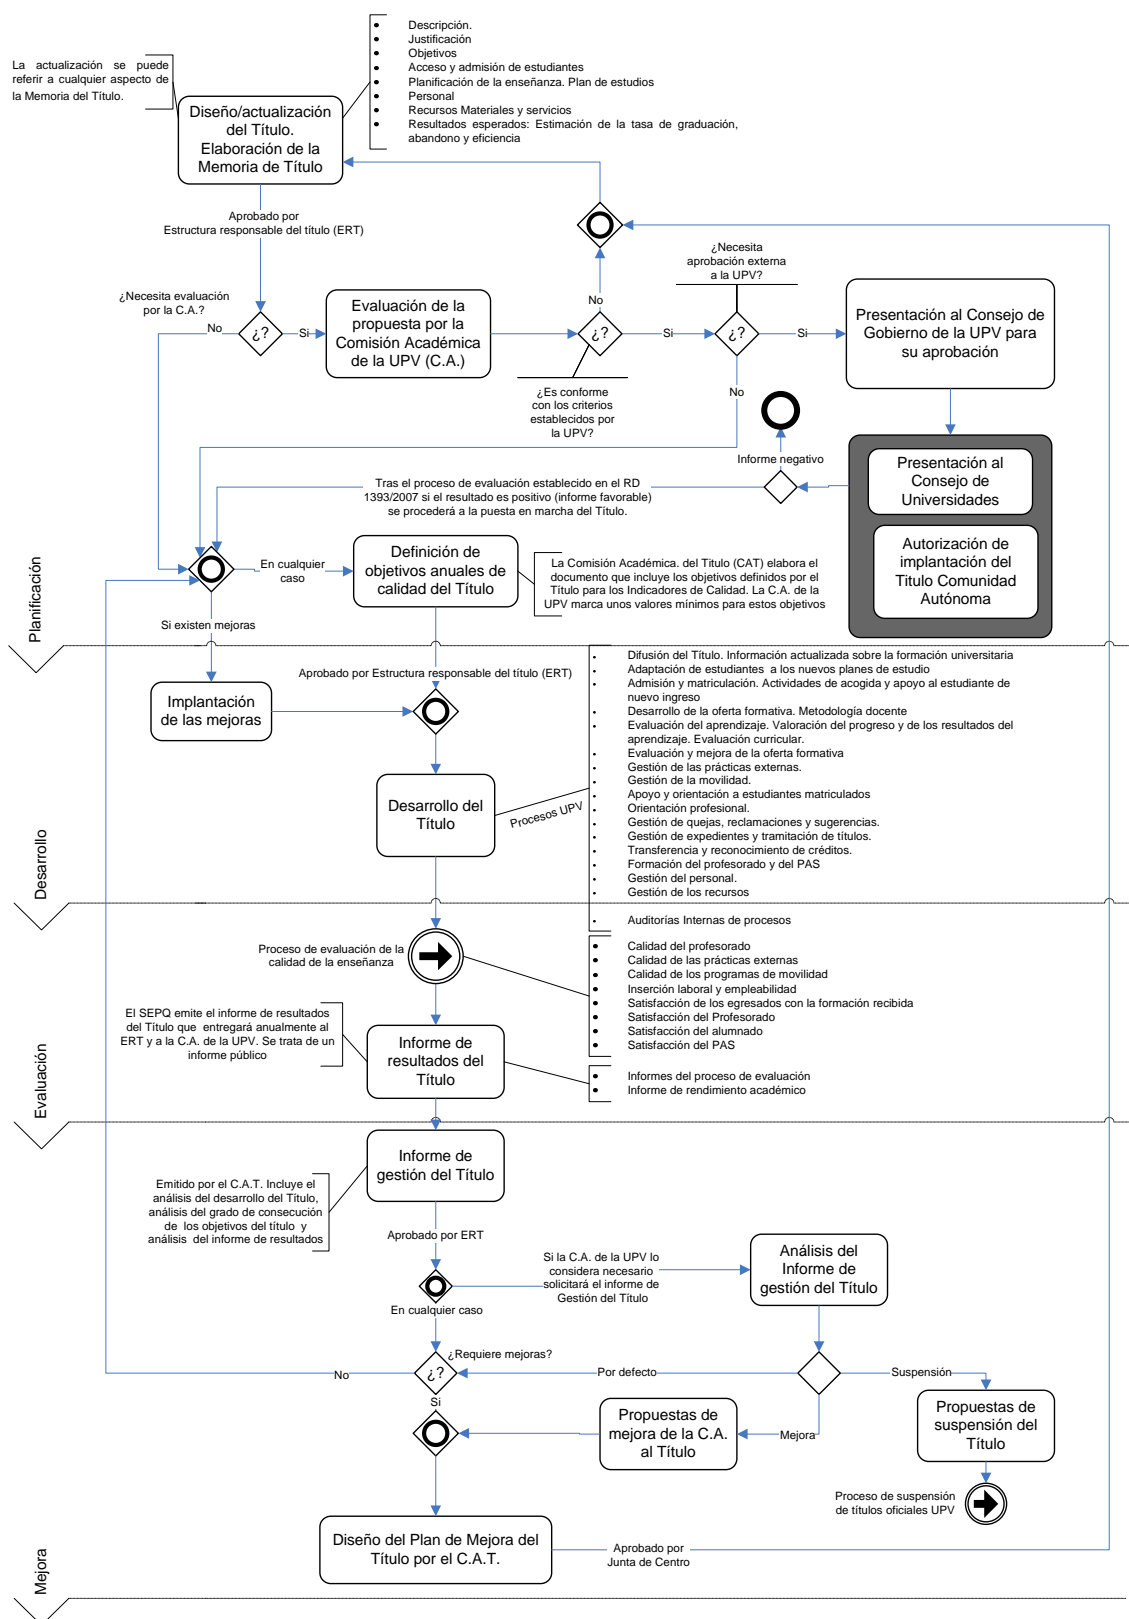 Descripción.
Justificación
Objetivos
Acceso y admisión de estudiantes
Planificación de la enseñanza. Plan de estudios
Personal
Recursos Materiales y servicios
Resultados esperados: Estimación de la tasa de graduación,
abandono y eficiencia
La actualización se puede
referir a cualquier aspecto de
la Memoria del Título.
Diseño/actualización
del Título.
Elaboración de la
Memoria de Título
Aprobado por
Estructura responsable del título (ERT)
¿Necesita evaluación
por la C.A.?
No
¿?
Si
Evaluación de la
propuesta por la
Comisión Académica
de la UPV (C.A.)
No
¿?
¿Es conforme
con los criterios
establecidos por
la UPV?
Si
¿Necesita
aprobación externa
a la UPV?
¿?
Si
No
Presentación al Consejo de
Gobierno de la UPV para
su aprobación
Informe negativo
Presentación al
Consejo de
Universidades
Autorización de
implantación del
Titulo Comunidad
Autónoma
Tras el proceso de evaluación establecido en el RD
1393/2007 si el resultado es positivo (informe favorable)
se procederá a la puesta en marcha del Título.
En cualquier
caso
Definición de
objetivos anuales de
calidad del Título
La Comisión Académica. del Titulo (CAT) elabora el
documento que incluye los objetivos definidos por el
Título para los Indicadores de Calidad. La C.A. de la
UPV marca unos valores mínimos para estos objetivos
Si existen mejoras
Planificación
Aprobado por Estructura responsable del título (ERT)
Implantación
de las mejoras
Desarrollo del
Título
Procesos UPV
Difusión del Título. Información actualizada sobre la formación universitaria
Adaptación de estudiantes a los nuevos planes de estudio
Admisión y matriculación. Actividades de acogida y apoyo al estudiante de
nuevo ingreso
Desarrollo de la oferta formativa. Metodología docente
Evaluación del aprendizaje. Valoración del progreso y de los resultados del
aprendizaje. Evaluación curricular.
Evaluación y mejora de la oferta formativa
Gestión de las prácticas externas.
Gestión de la movilidad.
Apoyo y orientación a estudiantes matriculados
Orientación profesional.
Gestión de quejas, reclamaciones y sugerencias.
Gestión de expedientes y tramitación de títulos.
Transferencia y reconocimiento de créditos.
Formación del profesorado y del PAS
Gestión del personal.
Gestión de los recursos
Auditorías Internas de procesos
Desarrollo
Proceso de evaluación de la
calidad de la enseñanza
Calidad del profesorado
Calidad de las prácticas externas
Calidad de los programas de movilidad
Inserción laboral y empleabilidad
Satisfacción de los egresados con la formación recibida
Satisfacción del Profesorado
Satisfacción del alumnado
Satisfacción del PAS
El SEPQ emite el informe de resultados
del Título que entregará anualmente al
ERT y a la C.A. de la UPV. Se trata de un
informe público
Informe de
resultados del
Título
Informes del proceso de evaluación
Informe de rendimiento académico
Evaluación
Informe de
gestión del Título
Emitido por el C.A.T. Incluye el
análisis del desarrollo del Título,
análisis del grado de consecución
de los objetivos del título y
análisis del informe de resultados
Aprobado por ERT
Si la C.A. de la UPV lo
considera necesario
solicitará el informe de
Gestión del Título
Análisis del
Informe de
gestión del Título
En cualquier caso
¿Requiere mejoras?
¿?
No
Por defecto
Suspensión
Si
Propuestas de
mejora de la C.A.
al Título
Mejora
Propuestas de
suspensión del
Título
Proceso de suspensión
de títulos oficiales UPV
Diseño del Plan de Mejora del
Título por el C.A.T.
Aprobado por
Junta de Centro
Mejora